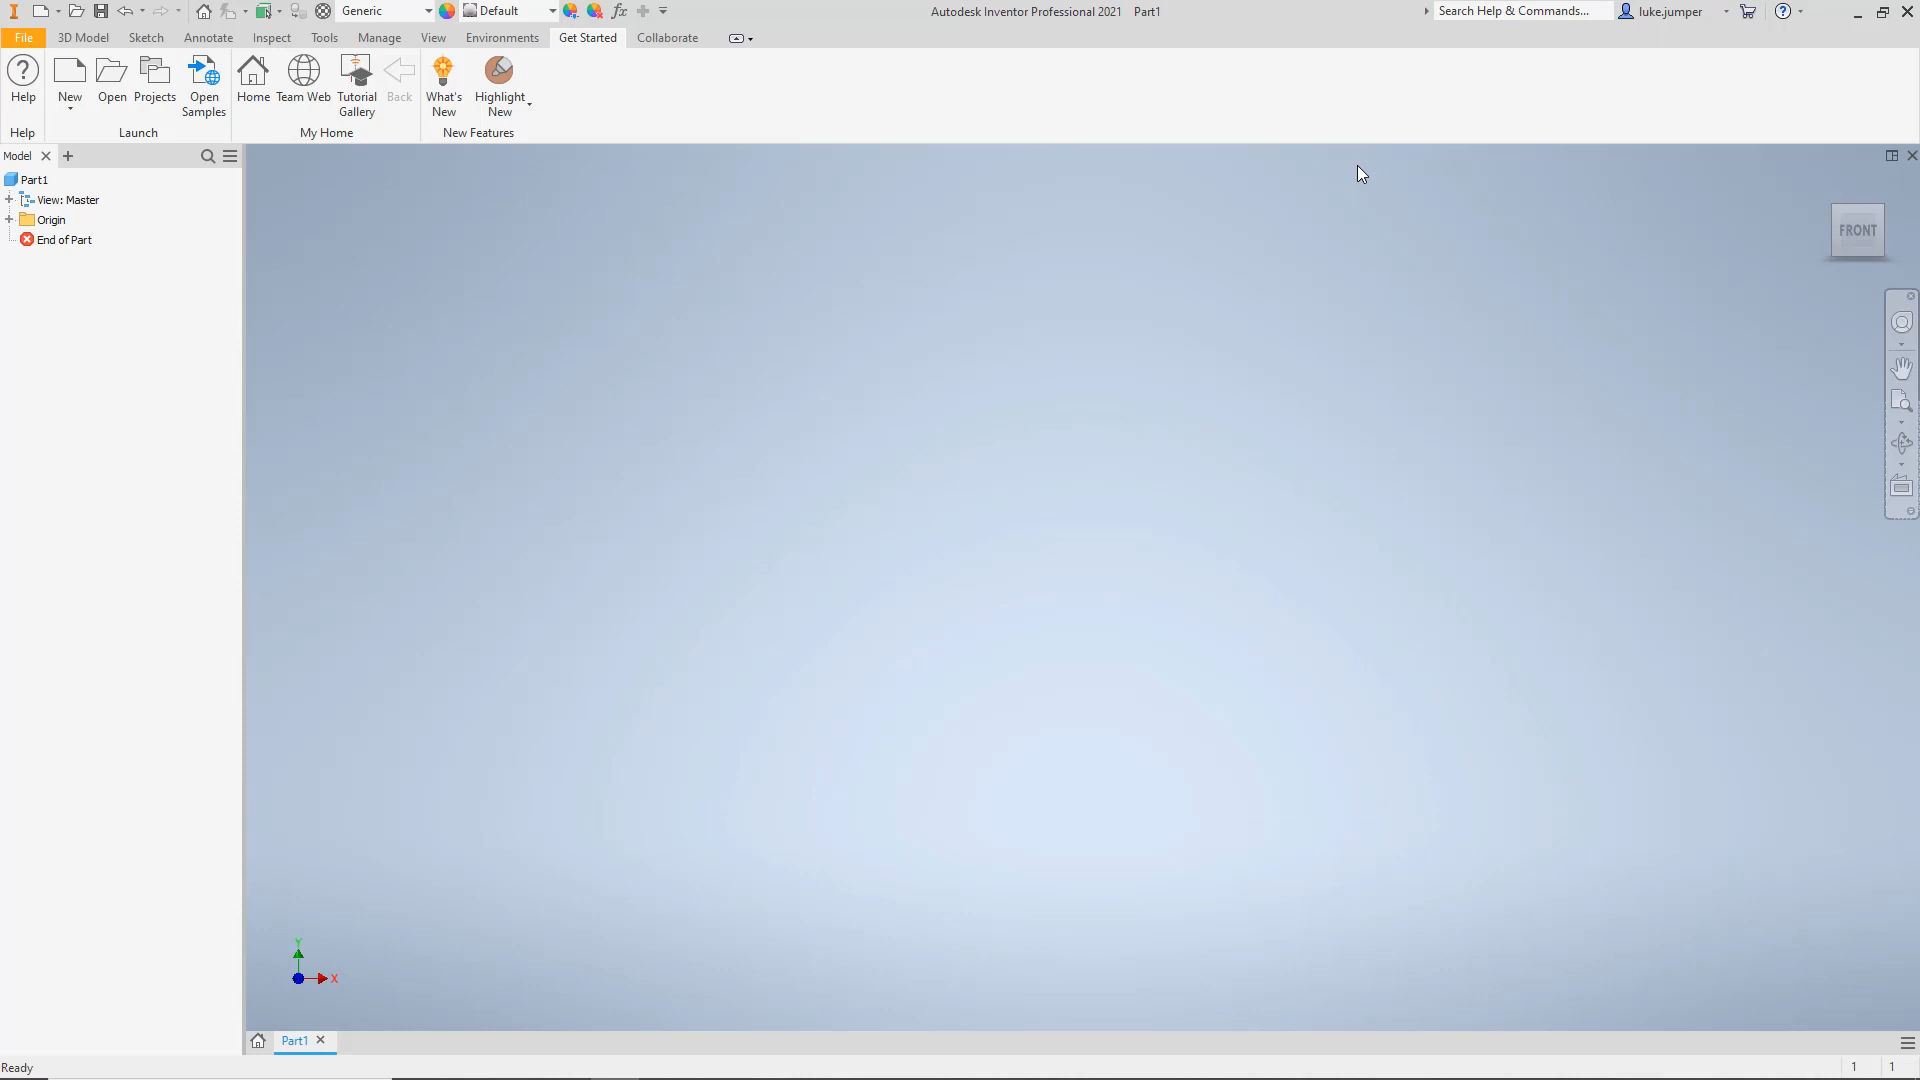 Generic
Default
fx
Autodesk Inventor Professional 2021 Part1
Search Help & Commands...
luke.jumper
File 3D Model Sketch Annotate Inspect Tools Manage View Environments Get Started Collaborate
Help New Open Projects Open Samples Home Team Web Tutorial Gallery Back What's New Highlight New
Help Launch My Home New Features
Model
Part1
View: Master
Origin
End of Part
FRONT
Y
X
Part1
Ready
1 1